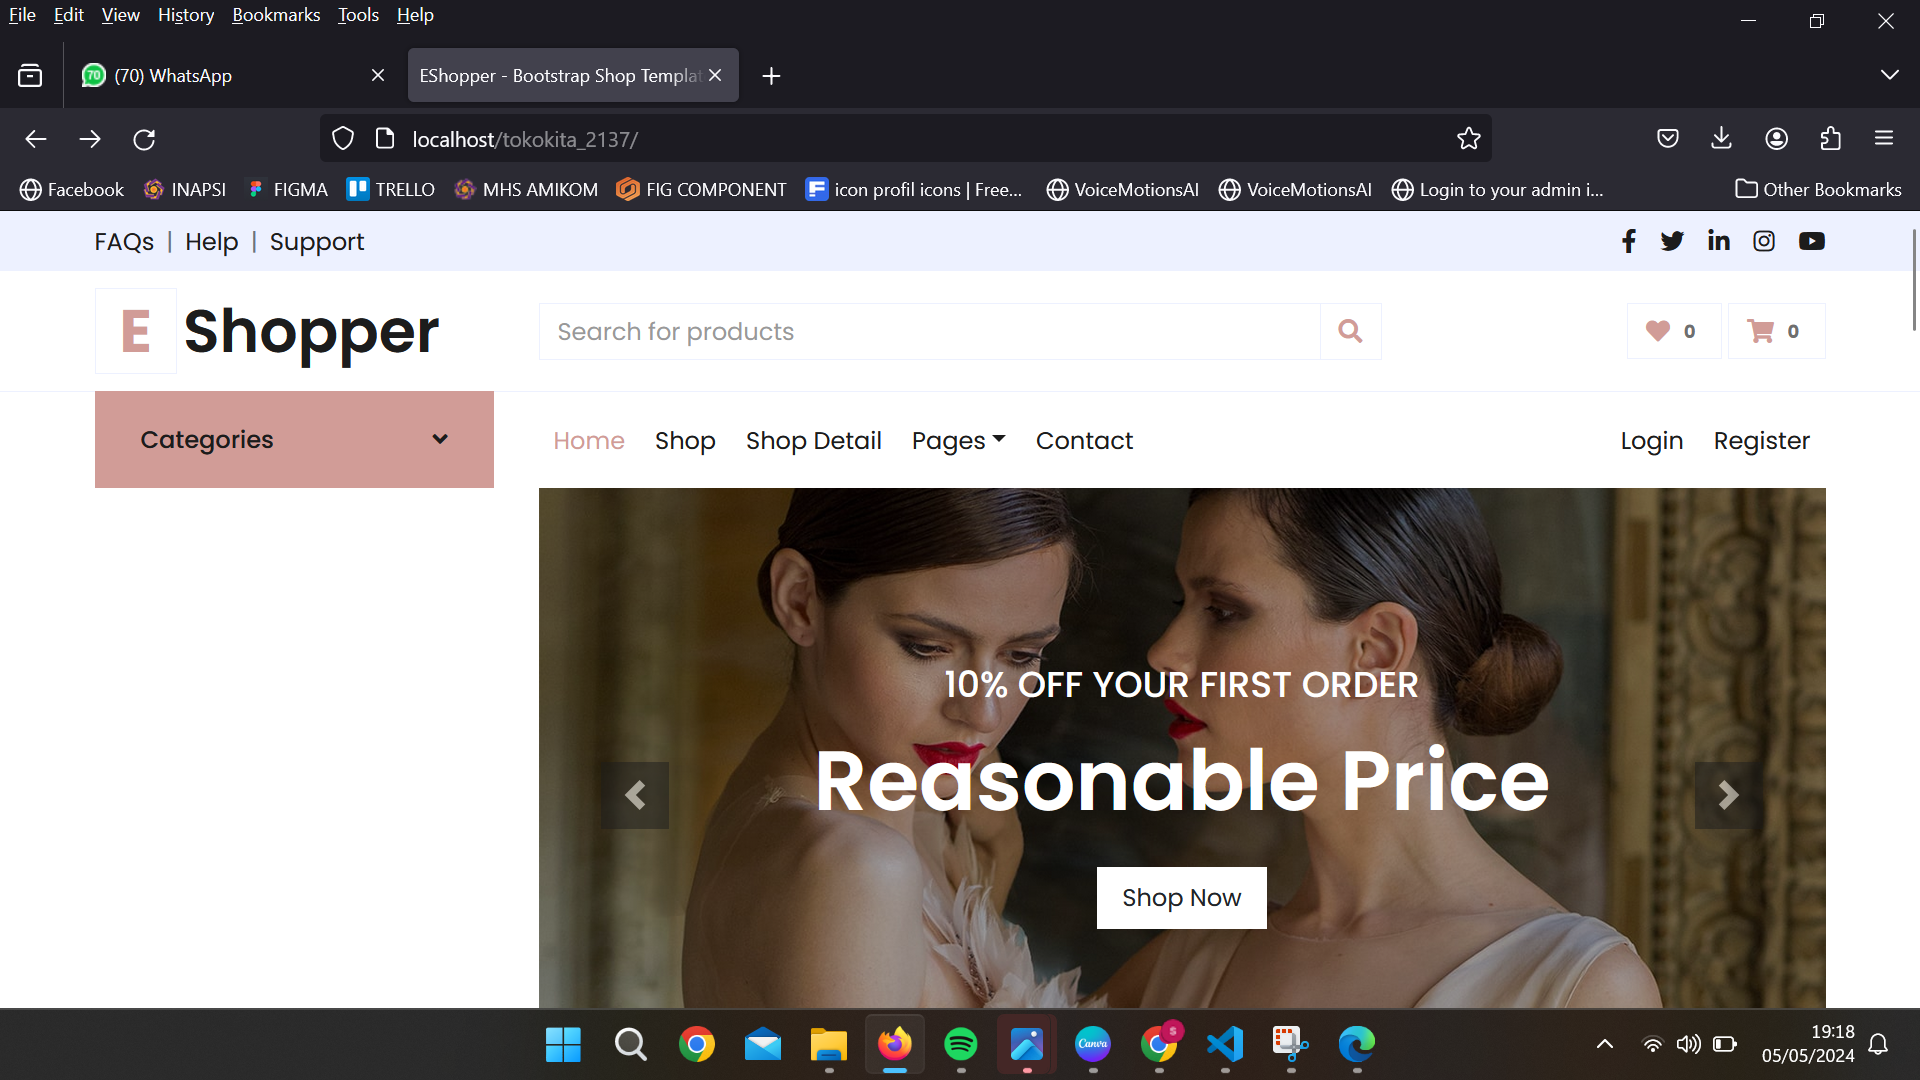 File Edit View History Bookmarks Tools Help
70 (70) WhatsApp EShopper - Bootstrap Shop Templat
localhost/tokokita_2137/
Facebook INAPSI FIGMA TRELLO MHS AMIKOM FIG COMPONENT icon profil icons | Free... VoiceMotionsAI VoiceMotionsAI Login to your admin i... Other Bookmarks
FAQs | Help | Support
E Shopper Search for products 0 0
Categories Home Shop Shop Detail Pages Contact Login Register
10% OFF YOUR FIRST ORDER
Reasonable Price
Shop Now
Canva S
19:18
05/05/2024